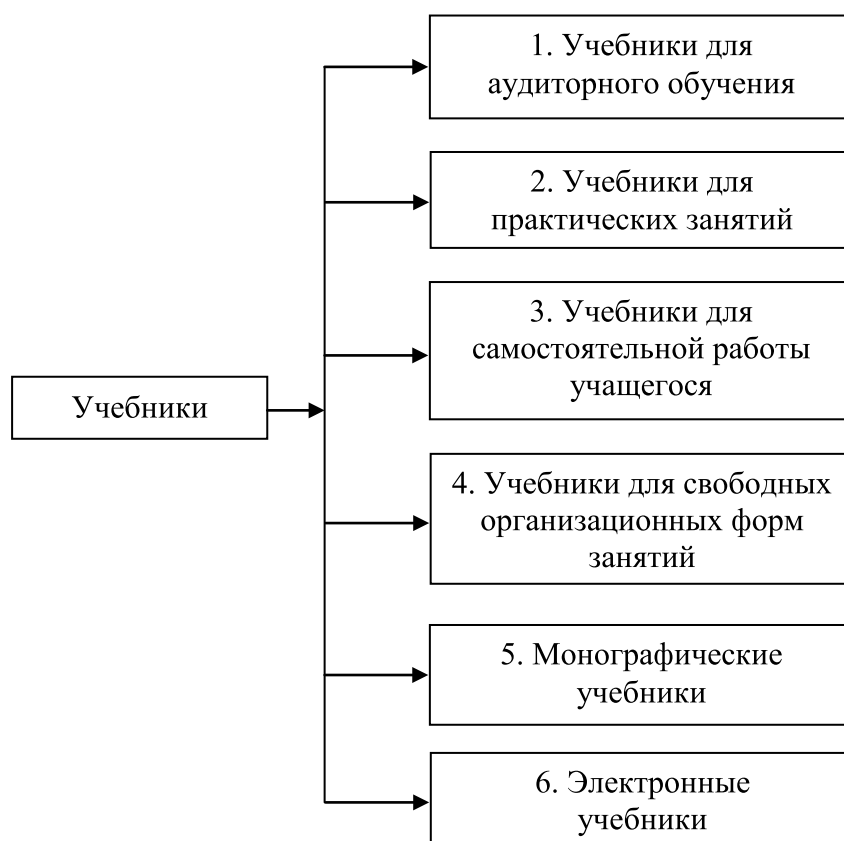 1. Учебники для
аудиторного обучения
2. Учебники для
практических занятий
3. Учебники для
самостоятельной работы
учащегося
Учебники
4. Учебники для свободных
организационных форм
занятий
5. Монографические
учебники
6. Электронные
учебники